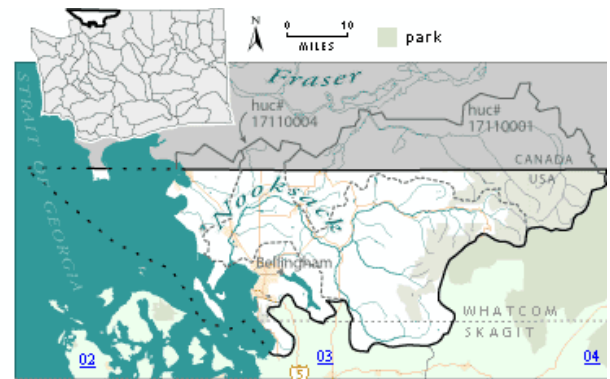 N
0 10
MILES
park
Fraser
huc#
17110004
huc#
17110001
STRAIT OF GEORGIA
CANADA
USA
Nooksack
Bellingham
WHATCOM
SKAGIT
02
03
04
5